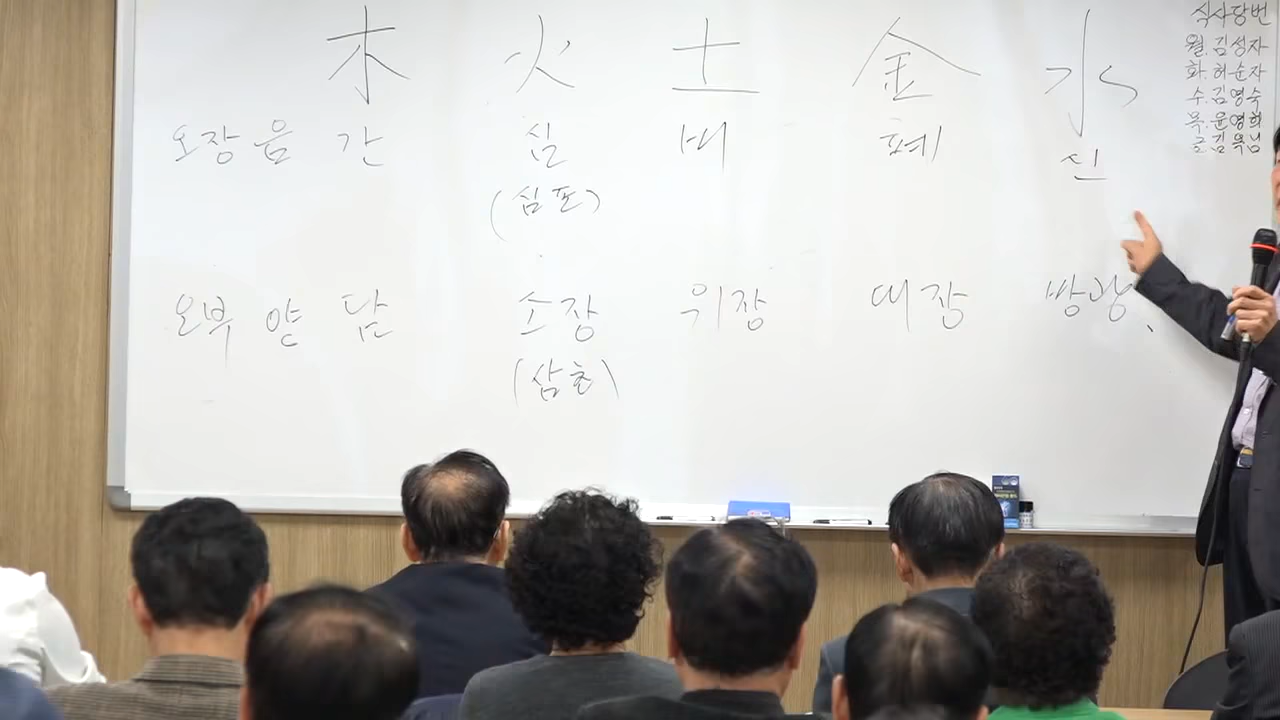 木 火 土 金 水
오장 음 간 심 비 폐 신
(심포)
오부 양 담 소장 위장 대장 방광
(삼초)
식사당번
월. 김성자
화. 허순자
수. 김영숙
목. 윤영희
금 김옥님